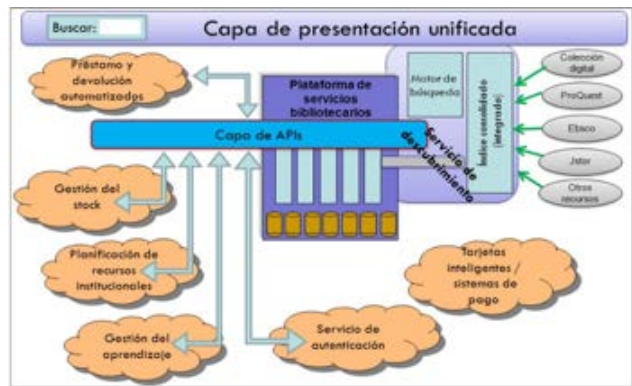 Buscar:
Capa de presentación unificada
Préstamo y
devolución
automatizados
Plataforma de
servicios
bibliotecarios
Motor de
búsqueda
Índice consolidado
(integrado)
Colección
digital
ProQuest
Ebsco
Jstor
Otros
recursos
Capa de APIs
Servicio de
descubrimiento
Gestión del
stock
Planificación de
recursos
institucionales
Gestión del
aprendizaje
Servicio de
autenticación
Tarjetas
inteligentes /
sistemas de
pago